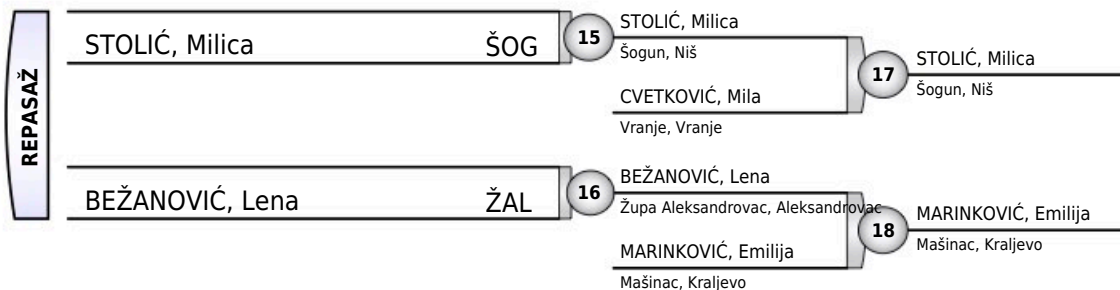 REPASAŽ
STOLIĆ, Milica ŠOG
15
STOLIĆ, Milica
Šogun, Niš
CVETKOVIĆ, Mila
Vranje, Vranje
17
STOLIĆ, Milica
Šogun, Niš
BEŽANOVIĆ, Lena ŽAL
16
BEŽANOVIĆ, Lena
Župa Aleksandrovac, Aleksandrovac
MARINKOVIĆ, Emilija
Mašinac, Kraljevo
18
MARINKOVIĆ, Emilija
Mašinac, Kraljevo